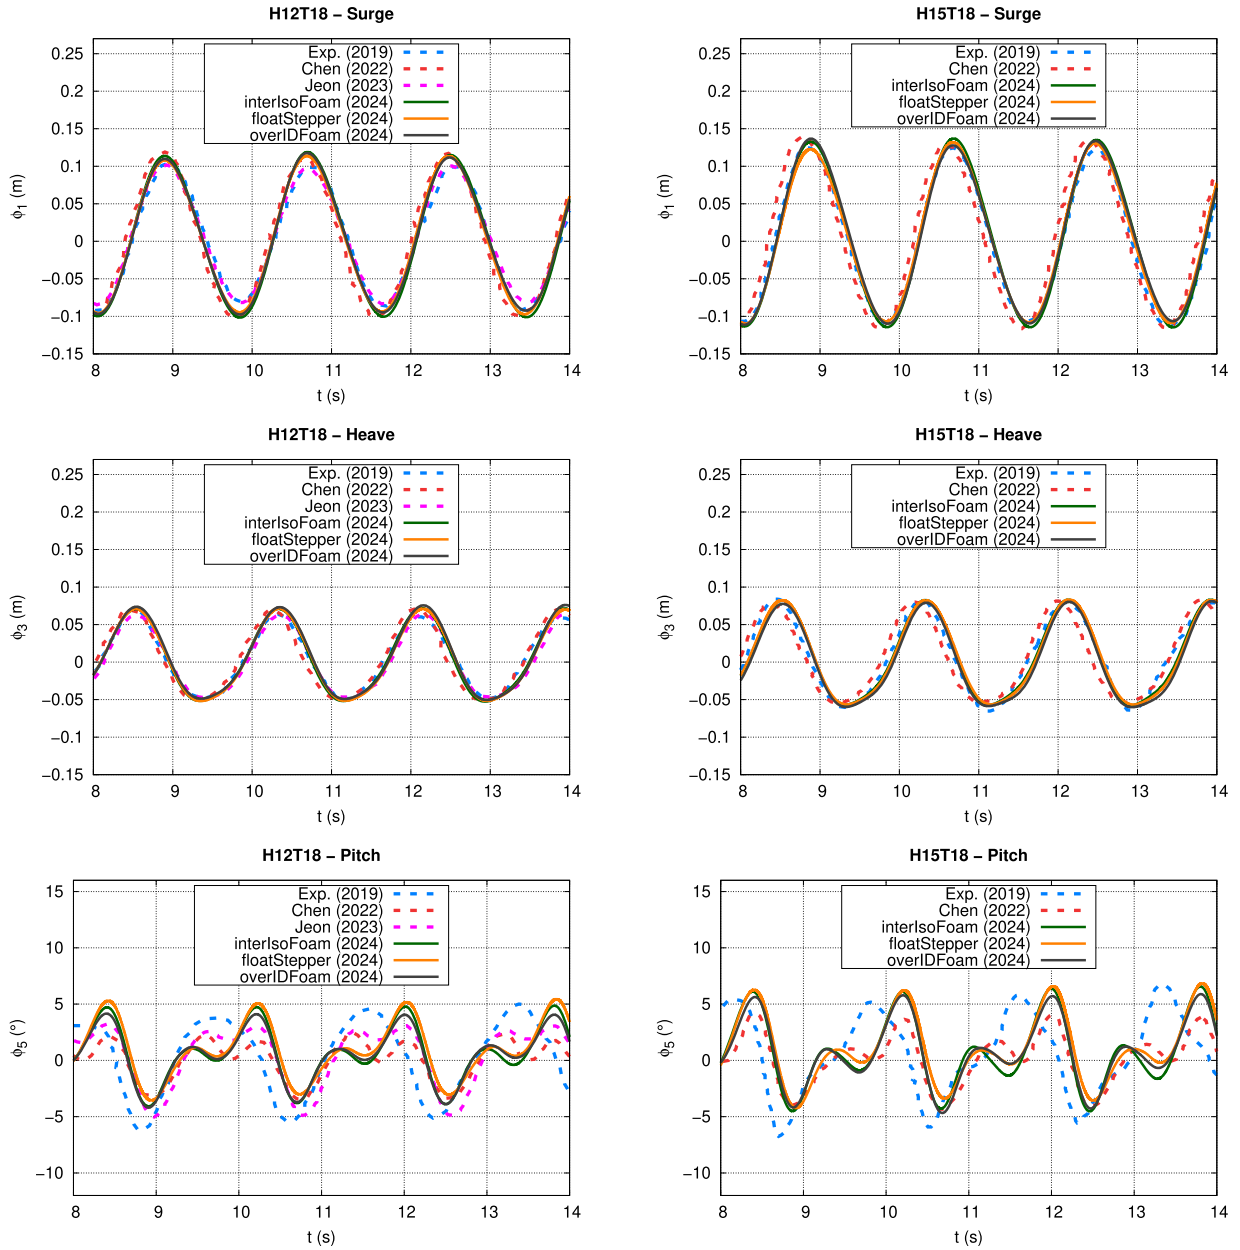 H12T18 – Surge
0.25
0.2
0.15
0.1
0.05
0
−0.05
−0.1
−0.15
ϕ1 (m)
Exp. (2019)
Chen (2022)
Jeon (2023)
interIsoFoam (2024)
floatStepper (2024)
overIDFoam (2024)
8 9 10 11 12 13 14
t (s)
H15T18 – Surge
0.25
0.2
0.15
0.1
0.05
0
−0.05
−0.1
−0.15
ϕ1 (m)
Exp. (2019)
Chen (2022)
interIsoFoam (2024)
floatStepper (2024)
overIDFoam (2024)
8 9 10 11 12 13 14
t (s)
H12T18 – Heave
0.25
0.2
0.15
0.1
0.05
0
−0.05
−0.1
−0.15
ϕ3 (m)
Exp. (2019)
Chen (2022)
Jeon (2023)
interIsoFoam (2024)
floatStepper (2024)
overIDFoam (2024)
8 9 10 11 12 13 14
t (s)
H15T18 – Heave
0.25
0.2
0.15
0.1
0.05
0
−0.05
−0.1
−0.15
ϕ3 (m)
Exp. (2019)
Chen (2022)
interIsoFoam (2024)
floatStepper (2024)
overIDFoam (2024)
8 9 10 11 12 13 14
t (s)
H12T18 – Pitch
15
10
5
0
−5
−10
ϕ5 (°)
Exp. (2019)
Chen (2022)
Jeon (2023)
interIsoFoam (2024)
floatStepper (2024)
overIDFoam (2024)
8 9 10 11 12 13 14
t (s)
H15T18 – Pitch
15
10
5
0
−5
−10
ϕ5 (°)
Exp. (2019)
Chen (2022)
interIsoFoam (2024)
floatStepper (2024)
overIDFoam (2024)
8 9 10 11 12 13 14
t (s)